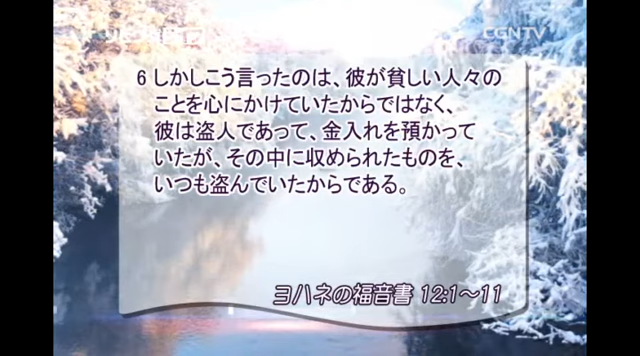 CGNTV
6 しかしこう言ったのは、彼が貧しい人々の
ことを心にかけていたからではなく、
彼は盗人であって、金入れを預かって
いたが、その中に収められたものを、
いつも盗んでいたからである。
ヨハネの福音書 12:1〜11